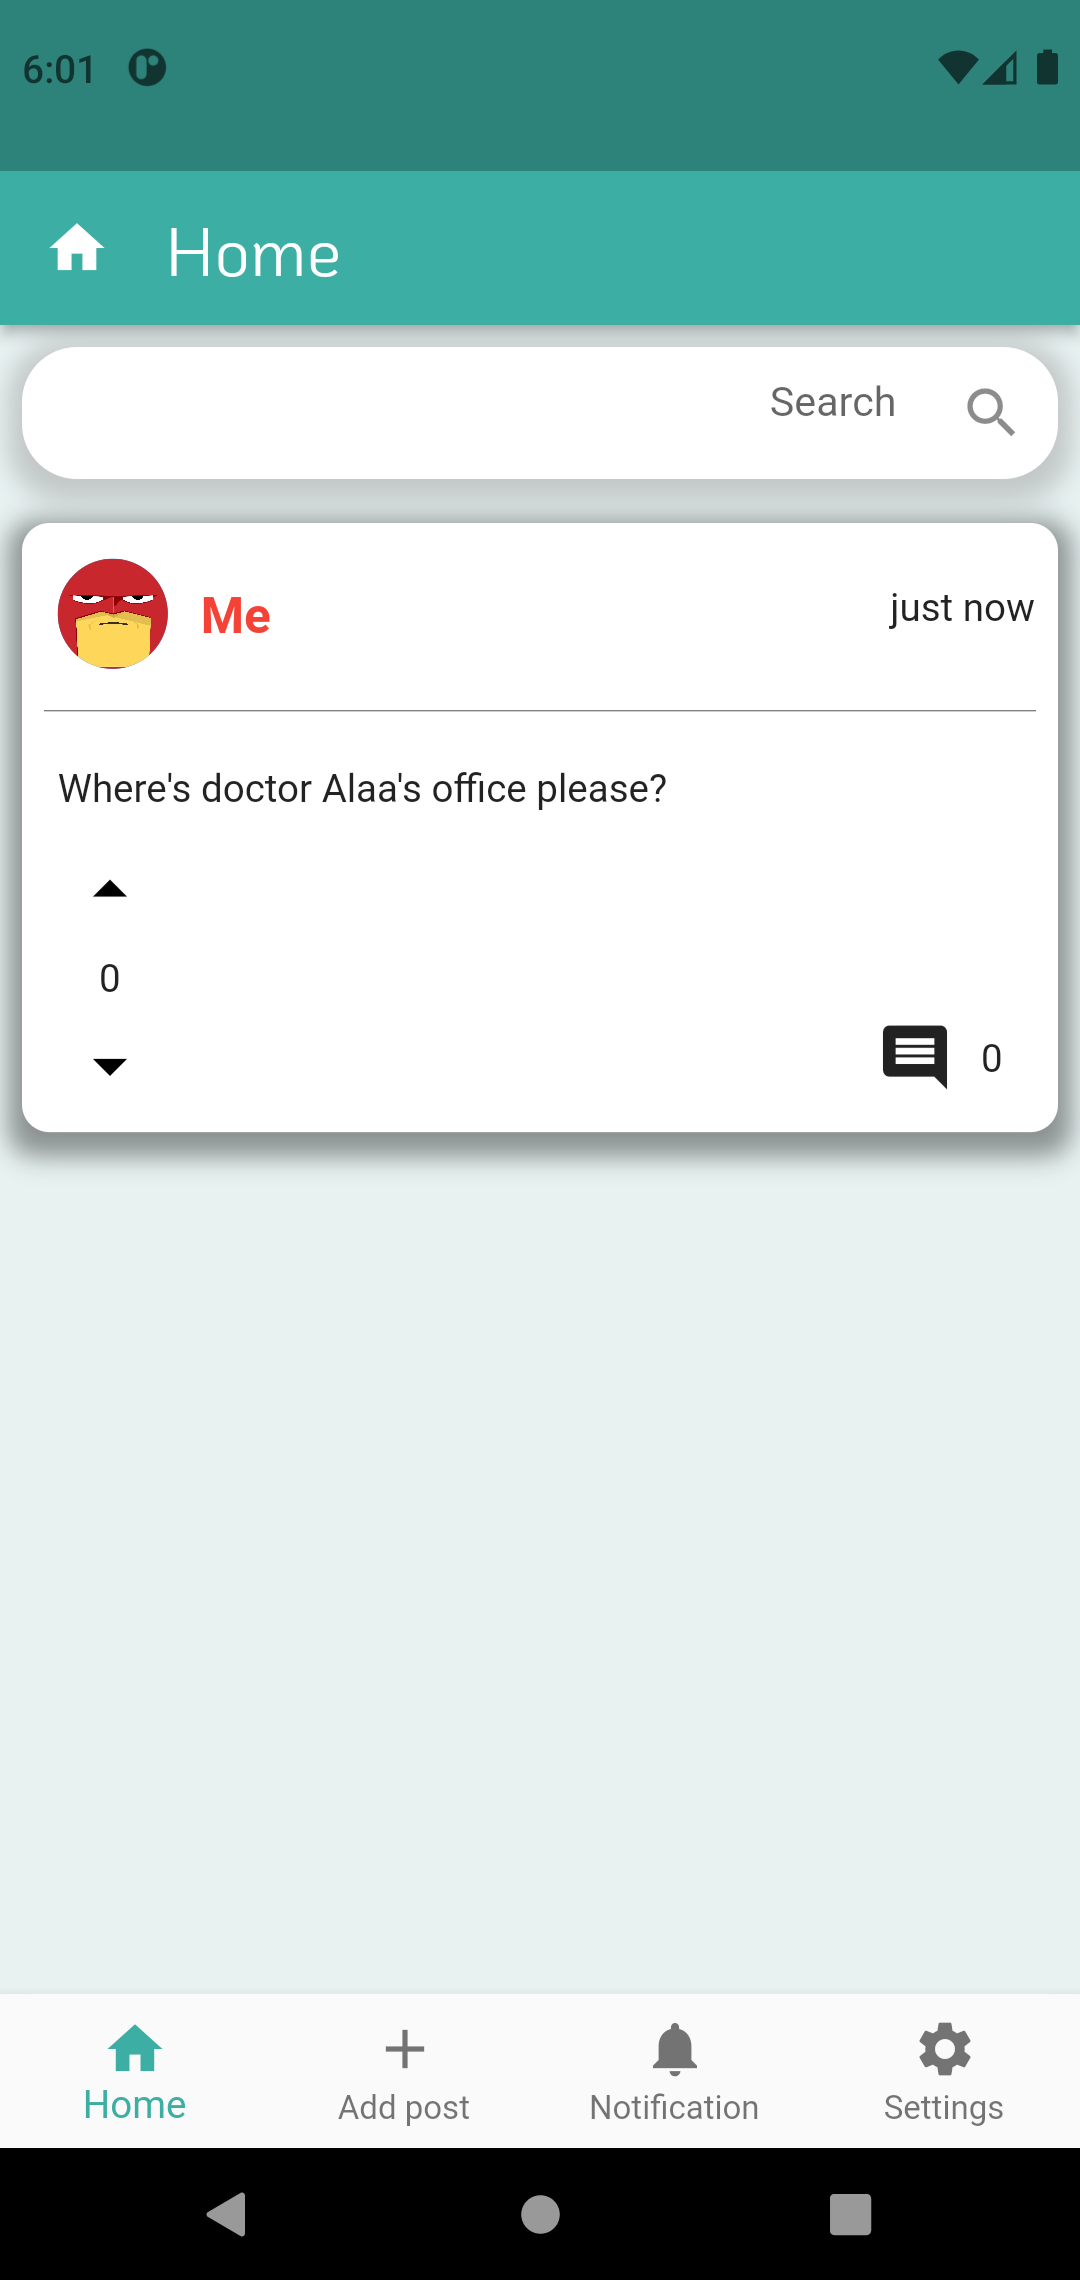 6:01
Home
Search
Me
just now
Where's doctor Alaa's office please?
0
0
Home
Add post
Notification
Settings